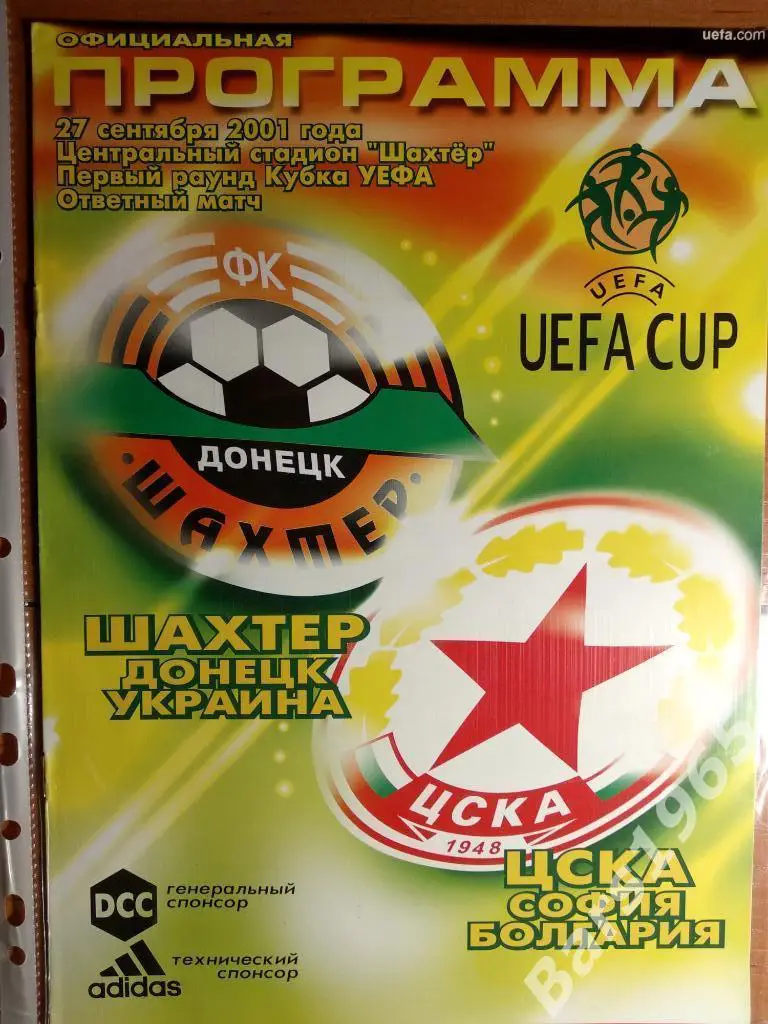 uefa.com
ОФИЦИАЛЬНАЯ
ПРОГРАММА
27 сентября 2001 года
Центральный стадион "Шахтёр"
Первый раунд Кубка УЕФА
Ответный матч
UEFA
UEFA CUP
ФК
ДОНЕЦК
ШАХТЕР
ШАХТЕР
ДОНЕЦК
УКРАИНА
ЦСКА
1948
ЦСКА
СОФИЯ
БОЛГАРИЯ
DCC
генеральный
спонсор
adidas
технический
спонсор